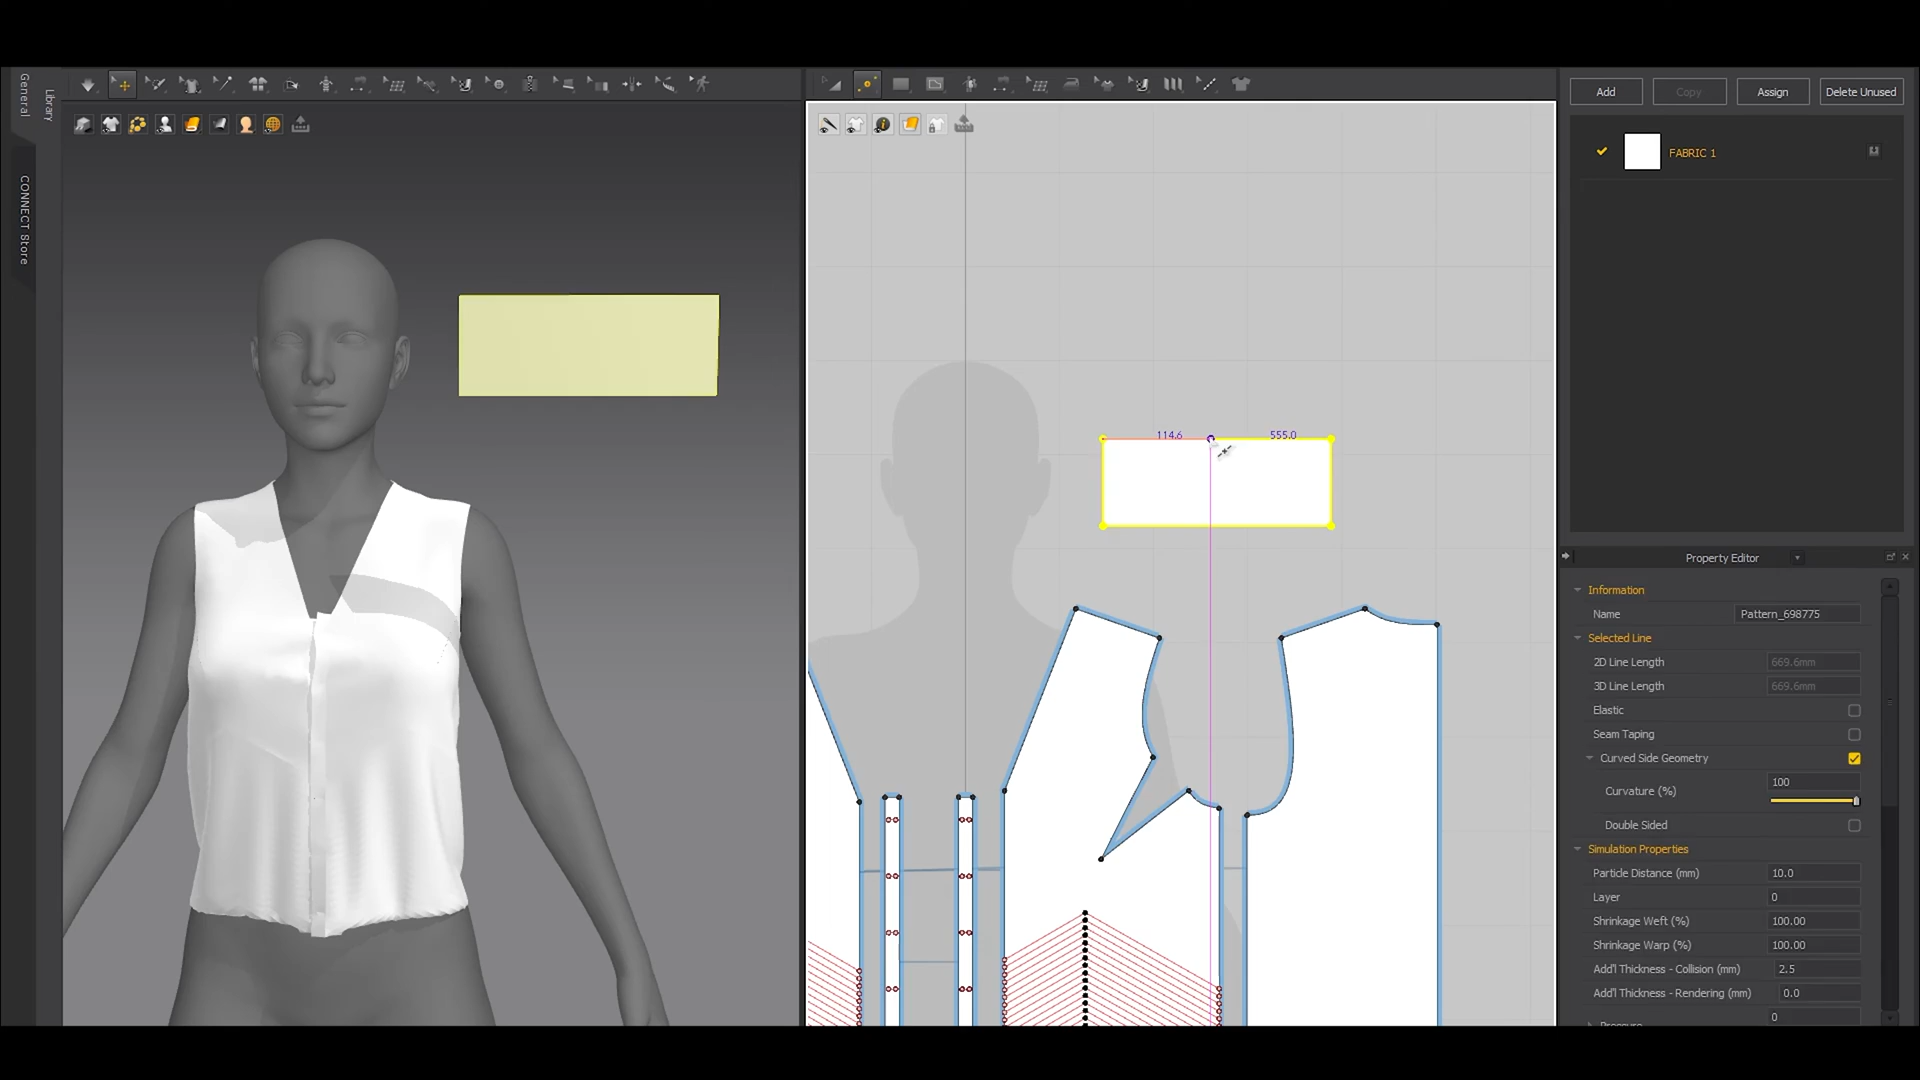 General
Library
CONNECT Store
114.6
555.0
Add
Copy
Assign
Delete Unused
FABRIC 1
Property Editor
Information
Name
Pattern_698775
Selected Line
2D Line Length
669.6mm
3D Line Length
669.6mm
Elastic
Seam Taping
Curved Side Geometry
100
Curvature (%)
Double Sided
Simulation Properties
Particle Distance (mm)
10.0
Layer
0
Shrinkage Weft (%)
100.00
Shrinkage Warp (%)
100.00
Add'l Thickness - Collision (mm)
2.5
Add'l Thickness - Rendering (mm)
0.0
Pressure
0